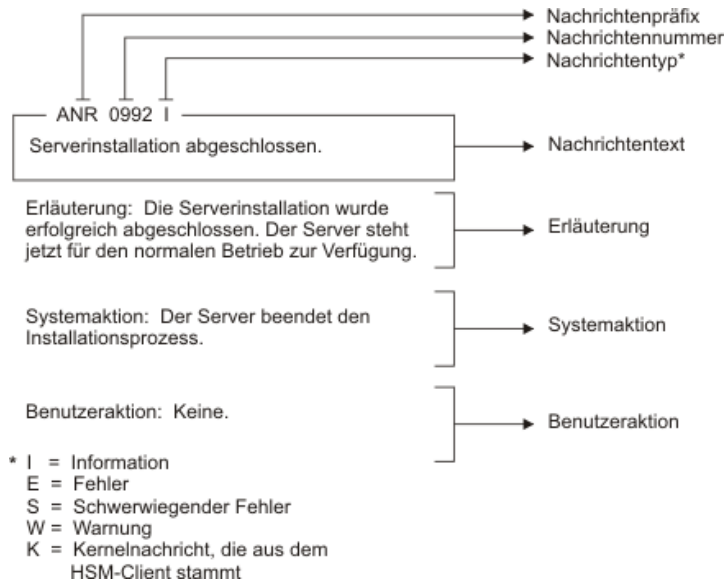 Nachrichtenpräfix
Nachrichtennummer
Nachrichtentyp*
ANR 0992 I
Serverinstallation abgeschlossen.
Nachrichtentext
Erläuterung: Die Serverinstallation wurde
erfolgreich abgeschlossen. Der Server steht
jetzt für den normalen Betrieb zur Verfügung.
Erläuterung
Systemaktion: Der Server beendet den
Installationsprozess.
Systemaktion
Benutzeraktion: Keine.
Benutzeraktion
* I = Information
E = Fehler
S = Schwerwiegender Fehler
W = Warnung
K = Kernelnachricht, die aus dem
HSM-Client stammt